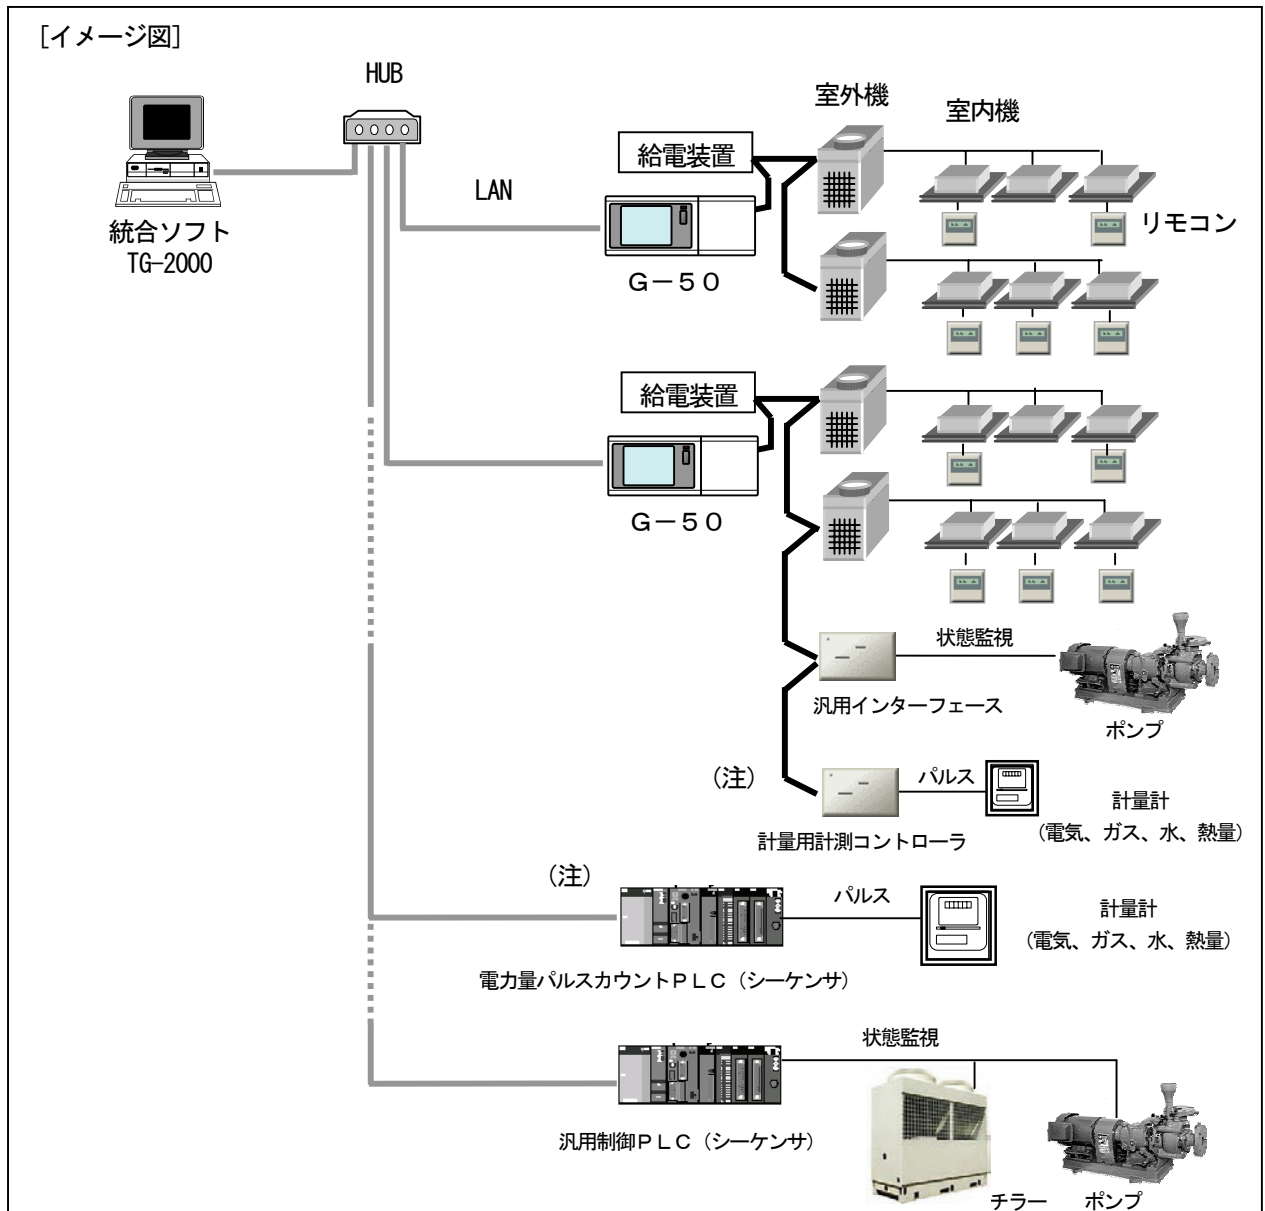 [イメージ図]
HUB
室外機
室内機
給電装置
LAN
リモコン
統合ソフト
TG-2000
G－５０
給電装置
G－５０
状態監視
汎用インターフェース
ポンプ
(注)
パルス
計量計
(電気、ガス、水、熱量)
計量用計測コントローラ
(注)
パルス
計量計
(電気、ガス、水、熱量)
電力量パルスカウントＰＬＣ（シーケンサ）
状態監視
汎用制御ＰＬＣ（シーケンサ）
チラー
ポンプ